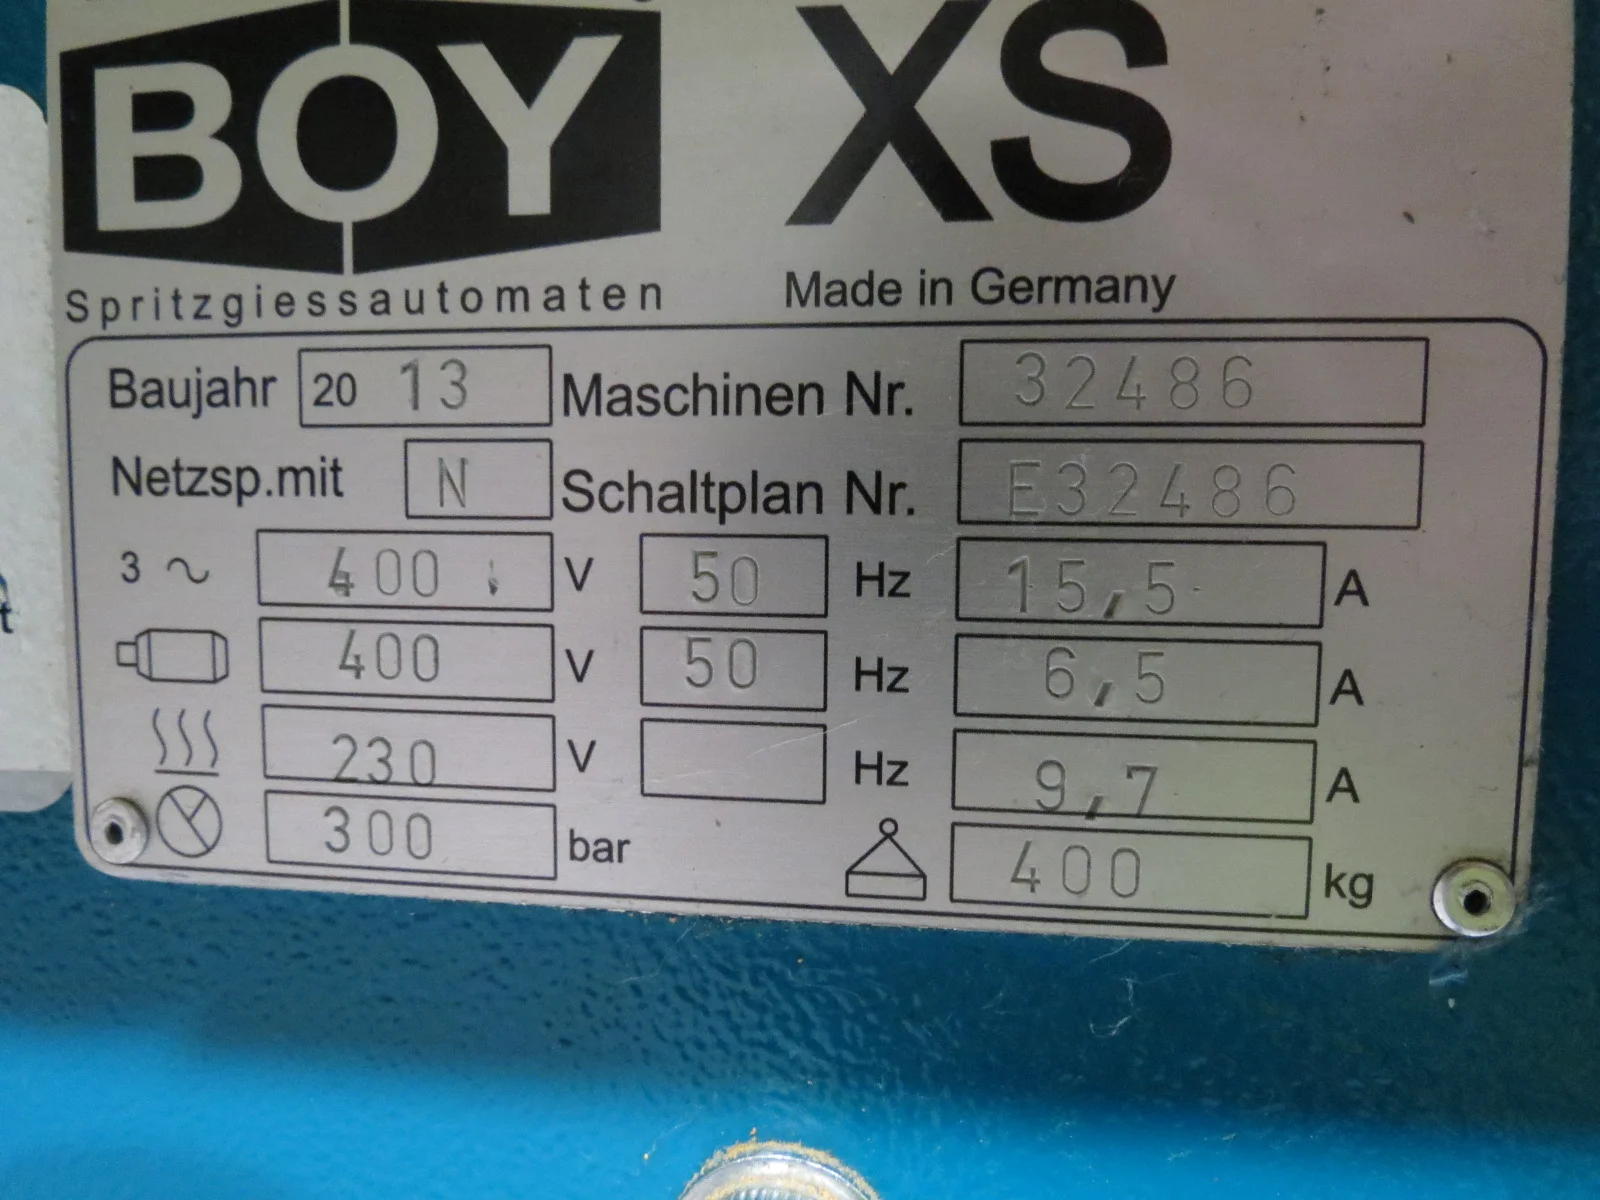 BOY XS
Spritzgiessautomaten Made in Germany
Baujahr 20 13 Maschinen Nr. 32486
Netzsp.mit N Schaltplan Nr. E32486
3 ~ 400 V 50 Hz 15,5 A
400 V 50 Hz 6,5 A
230 V Hz 9,7 A
300 bar 400 kg